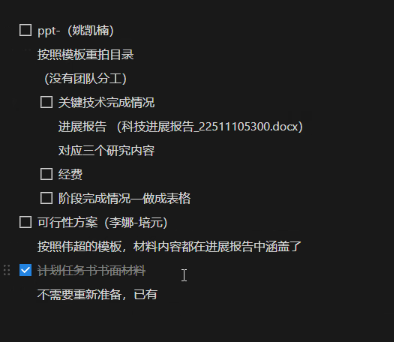 ppt-（姚凯楠）
按照模板重拍目录
（没有团队分工）
关键技术完成情况
进展报告 （科技进展报告_22511105300.docx）
对应三个研究内容
经费
阶段完成情况—做成表格
可行性方案（李娜-培元）
按照伟超的模板，材料内容都在进展报告中涵盖了
计划任务书书面材料
不需要重新准备，已有